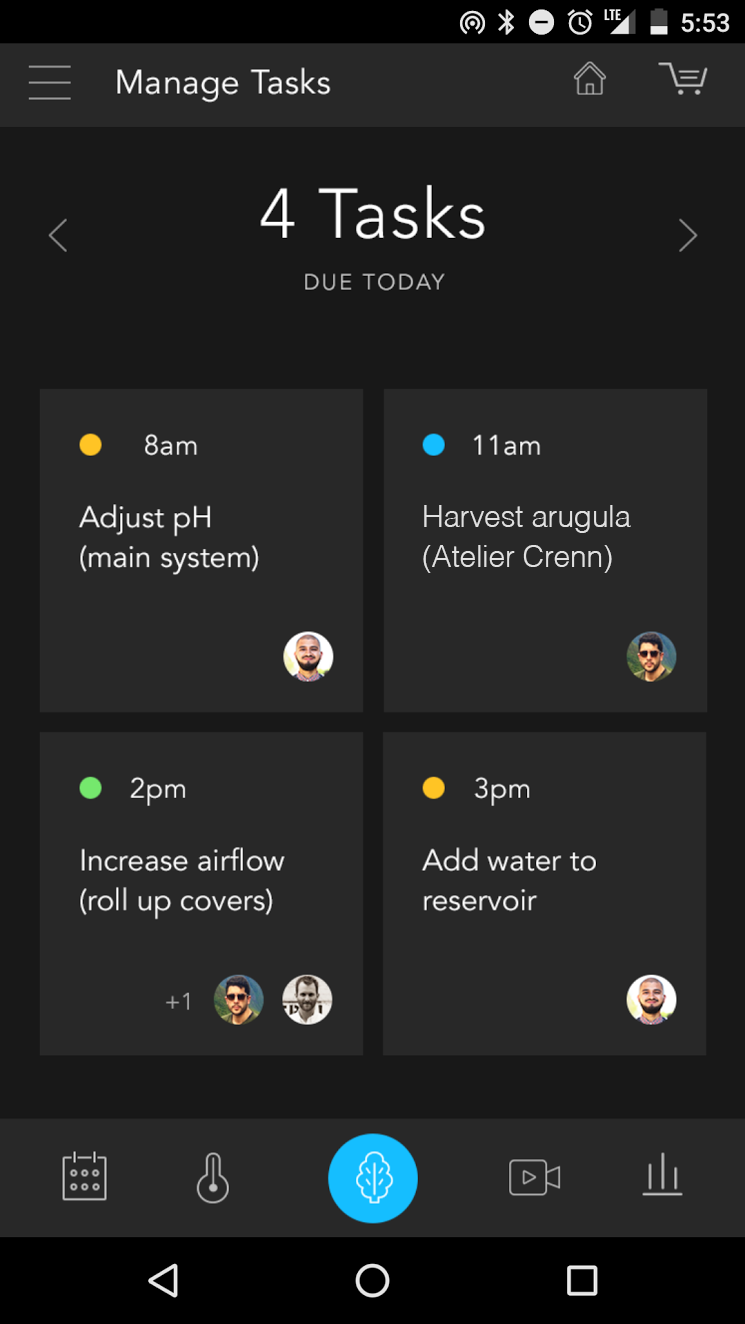 LTE 5:53
Manage Tasks
4 Tasks
DUE TODAY
8am
Adjust pH
(main system)
11am
Harvest arugula
(Atelier Crenn)
2pm
Increase airflow
(roll up covers)
+1
3pm
Add water to
reservoir